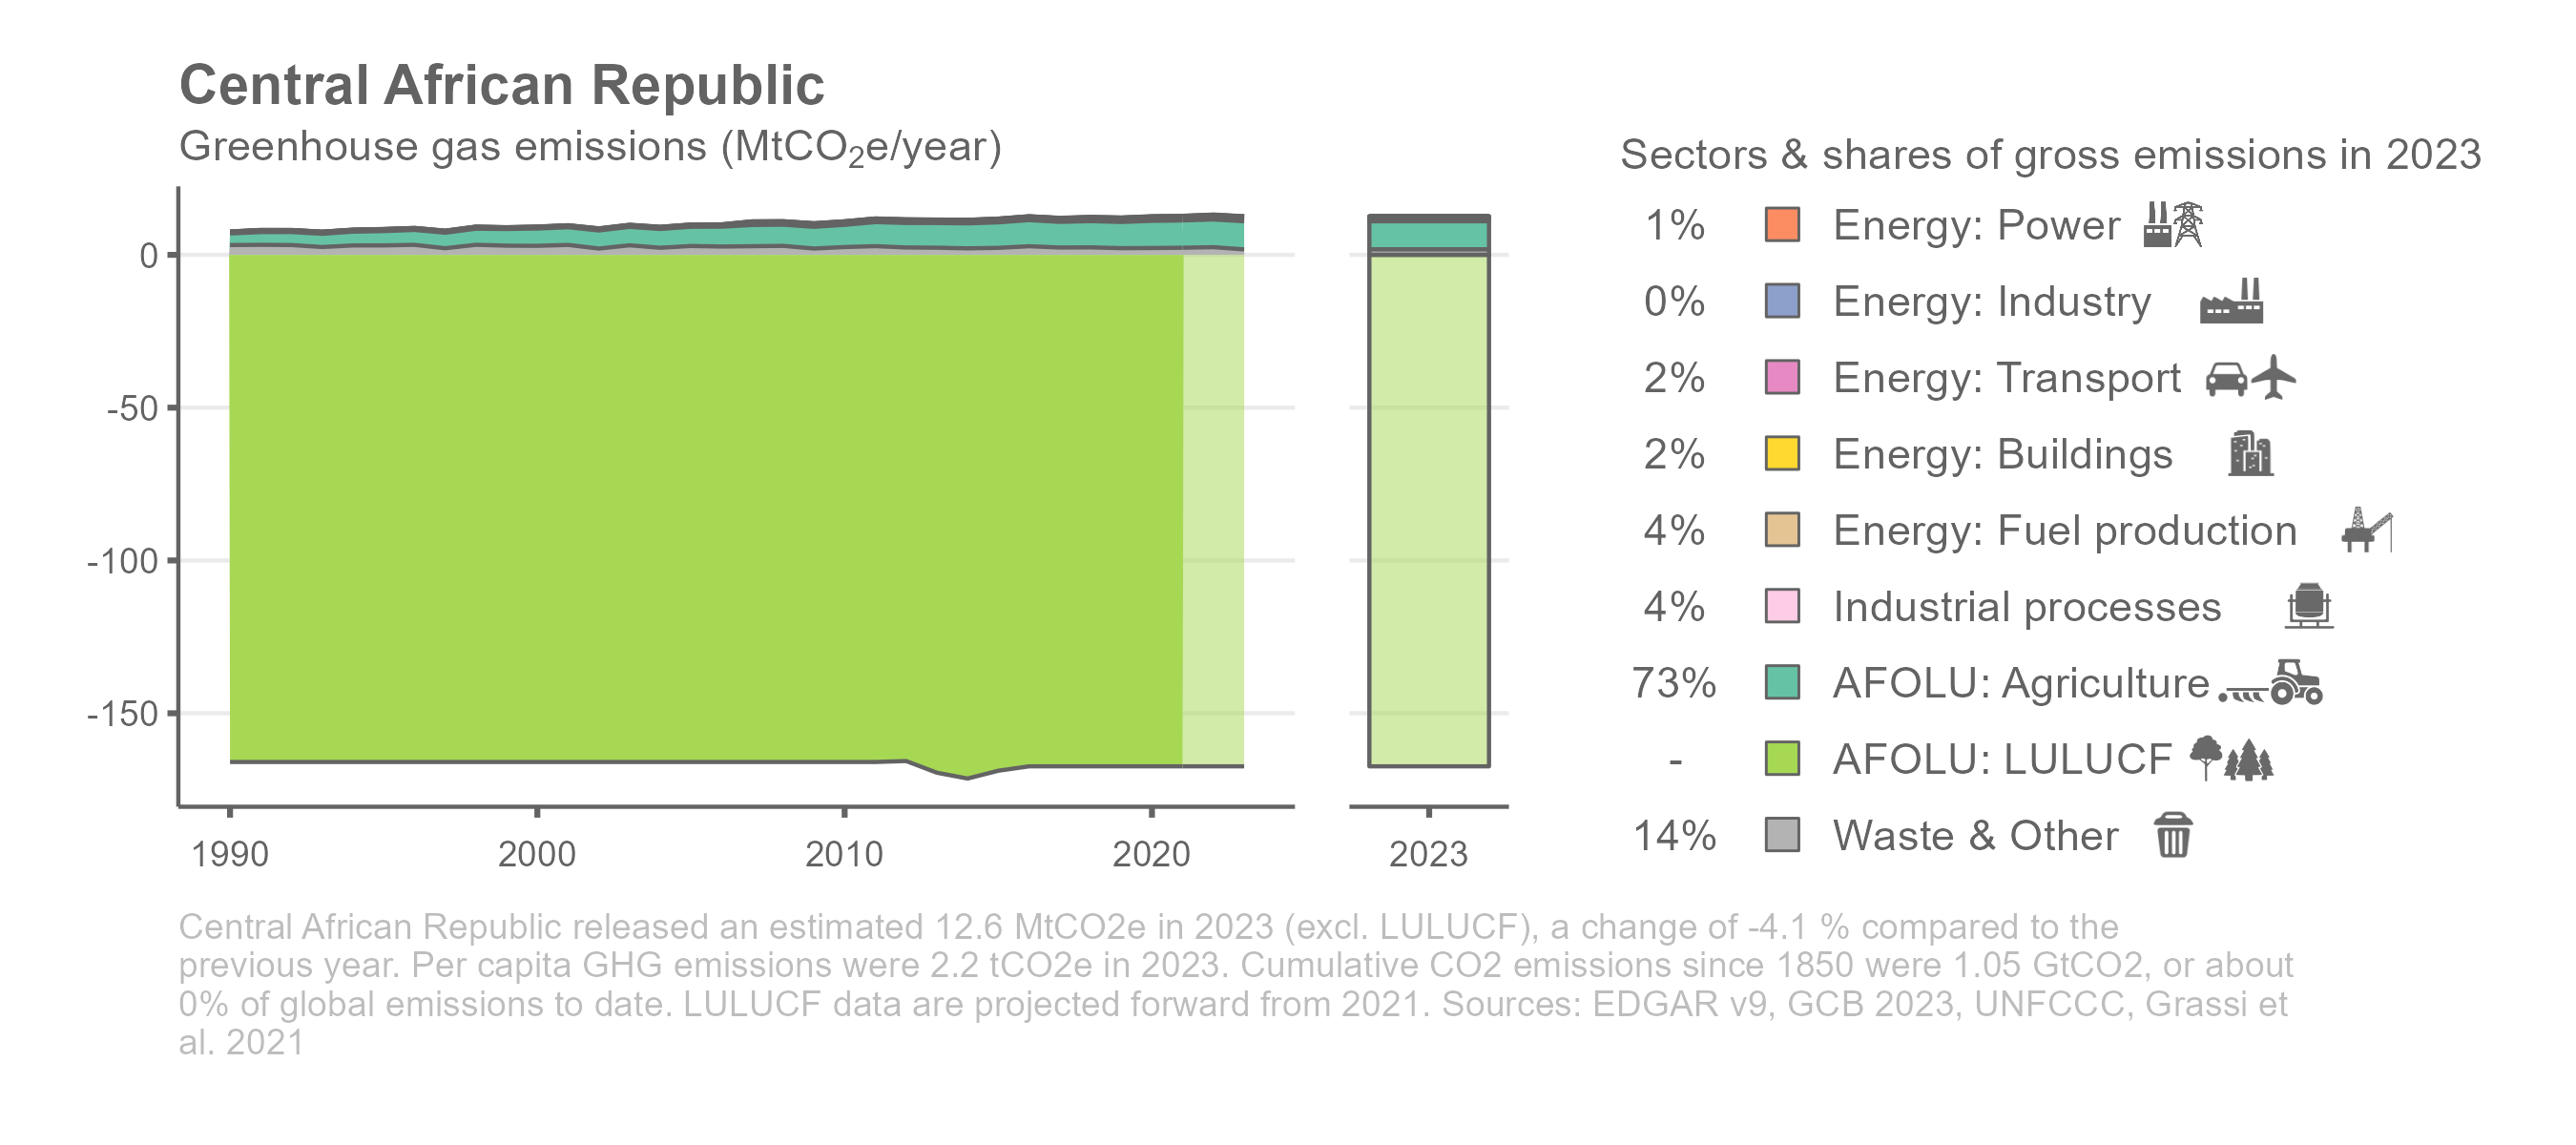 Central African Republic
Greenhouse gas emissions (MtCO₂e/year)
0
-50
-100
-150
1990
2000
2010
2020
2023
Sectors & shares of gross emissions in 2023
1% Energy: Power
0% Energy: Industry
2% Energy: Transport
2% Energy: Buildings
4% Energy: Fuel production
4% Industrial processes
73% AFOLU: Agriculture
- AFOLU: LULUCF
14% Waste & Other
Central African Republic released an estimated 12.6 MtCO2e in 2023 (excl. LULUCF), a change of -4.1 % compared to the
previous year. Per capita GHG emissions were 2.2 tCO2e in 2023. Cumulative CO2 emissions since 1850 were 1.05 GtCO2, or about
0% of global emissions to date. LULUCF data are projected forward from 2021. Sources: EDGAR v9, GCB 2023, UNFCCC, Grassi et
al. 2021